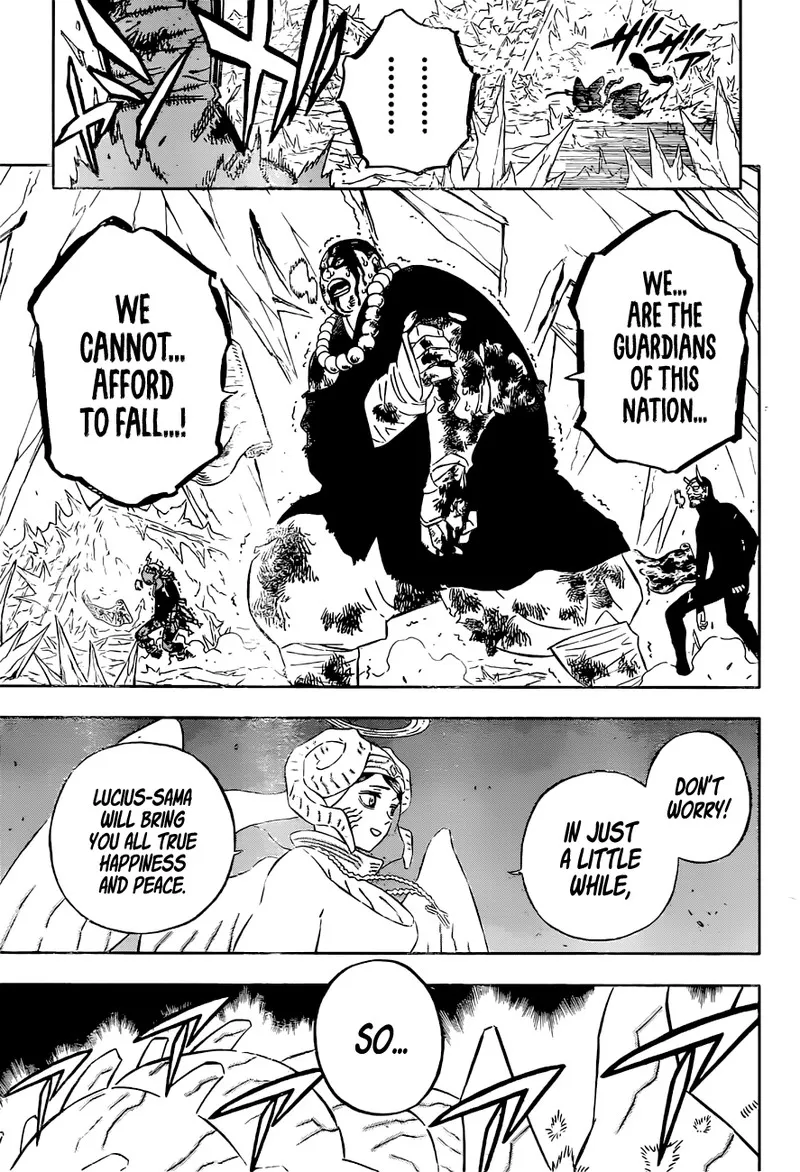 WE...
ARE THE
GUARDIANS
OF THIS
NATION...
WE
CANNOT...
AFFORD
TO FALL...!
DON'T
WORRY!
IN JUST
A LITTLE
WHILE,
LUCIUS-SAMA
WILL BRING
YOU ALL TRUE
HAPPINESS
AND PEACE.
SO...